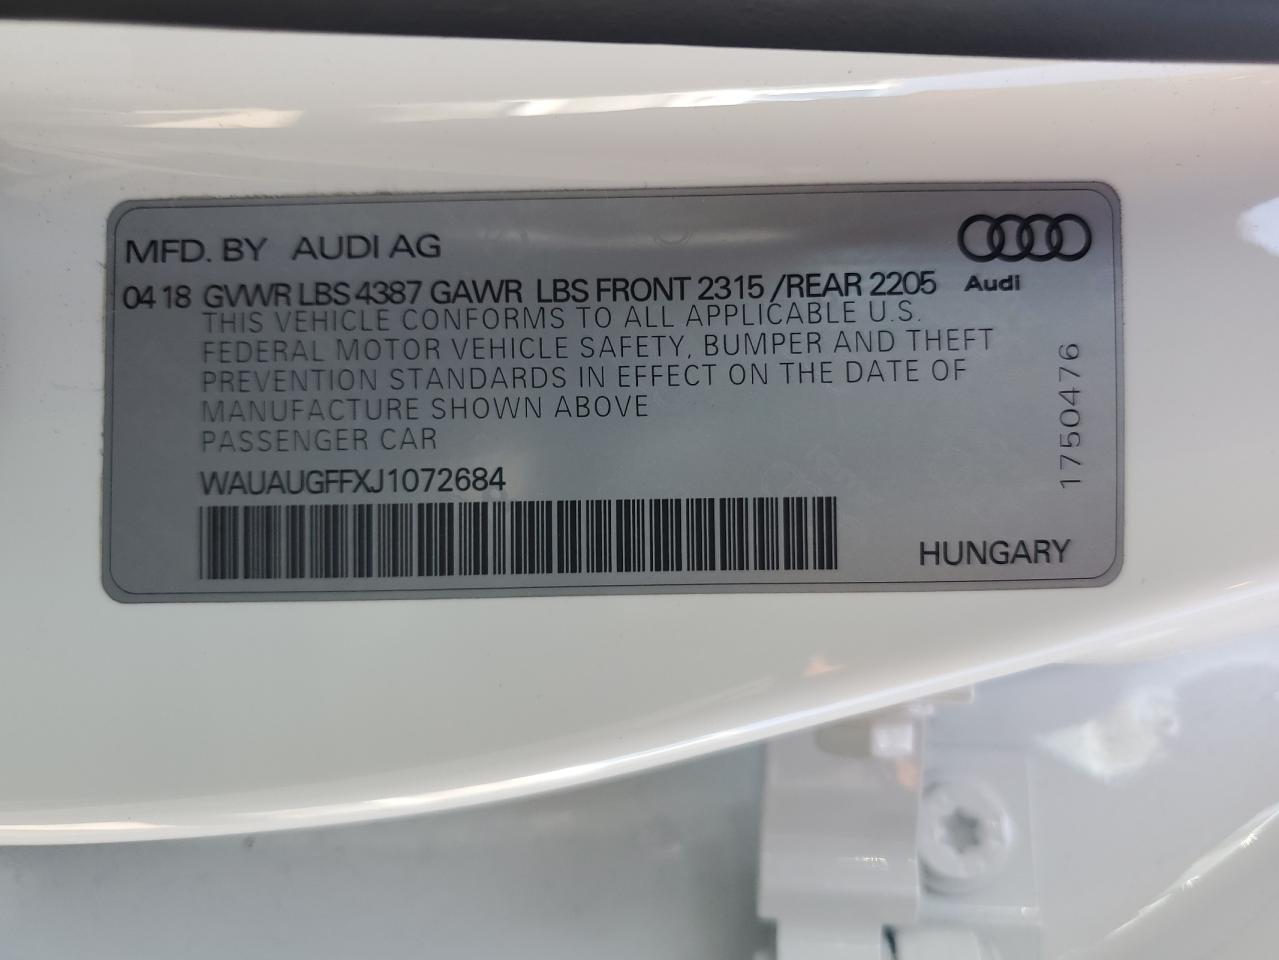 MFD. BY AUDI AG
04 18 GVWR LBS 4387 GAWR LBS FRONT 2315 /REAR 2205
Audi
THIS VEHICLE CONFORMS TO ALL APPLICABLE U.S.
FEDERAL MOTOR VEHICLE SAFETY, BUMPER AND THEFT
PREVENTION STANDARDS IN EFFECT ON THE DATE OF
MANUFACTURE SHOWN ABOVE
PASSENGER CAR
WAUAUGFFXJ1072684
17504476
HUNGARY